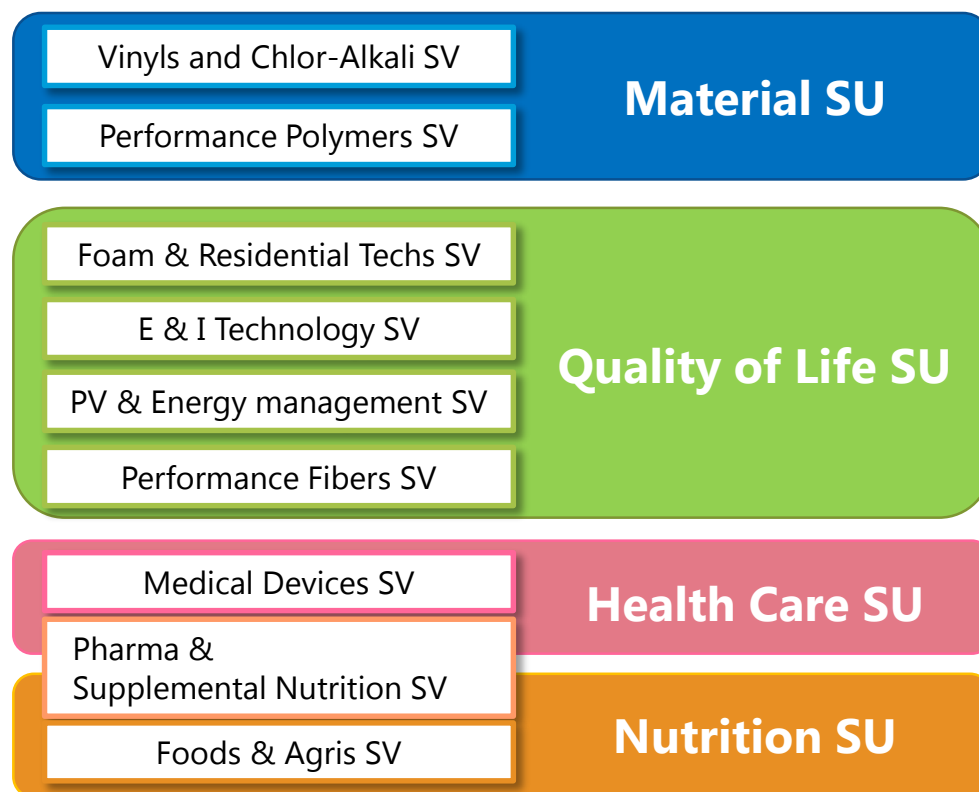 Vinyls and Chlor-Alkali SV
Performance Polymers SV
Material SU
Foam & Residential Techs SV
E & I Technology SV
PV & Energy management SV
Performance Fibers SV
Quality of Life SU
Medical Devices SV
Health Care SU
Pharma &
Supplemental Nutrition SV
Foods & Agris SV
Nutrition SU